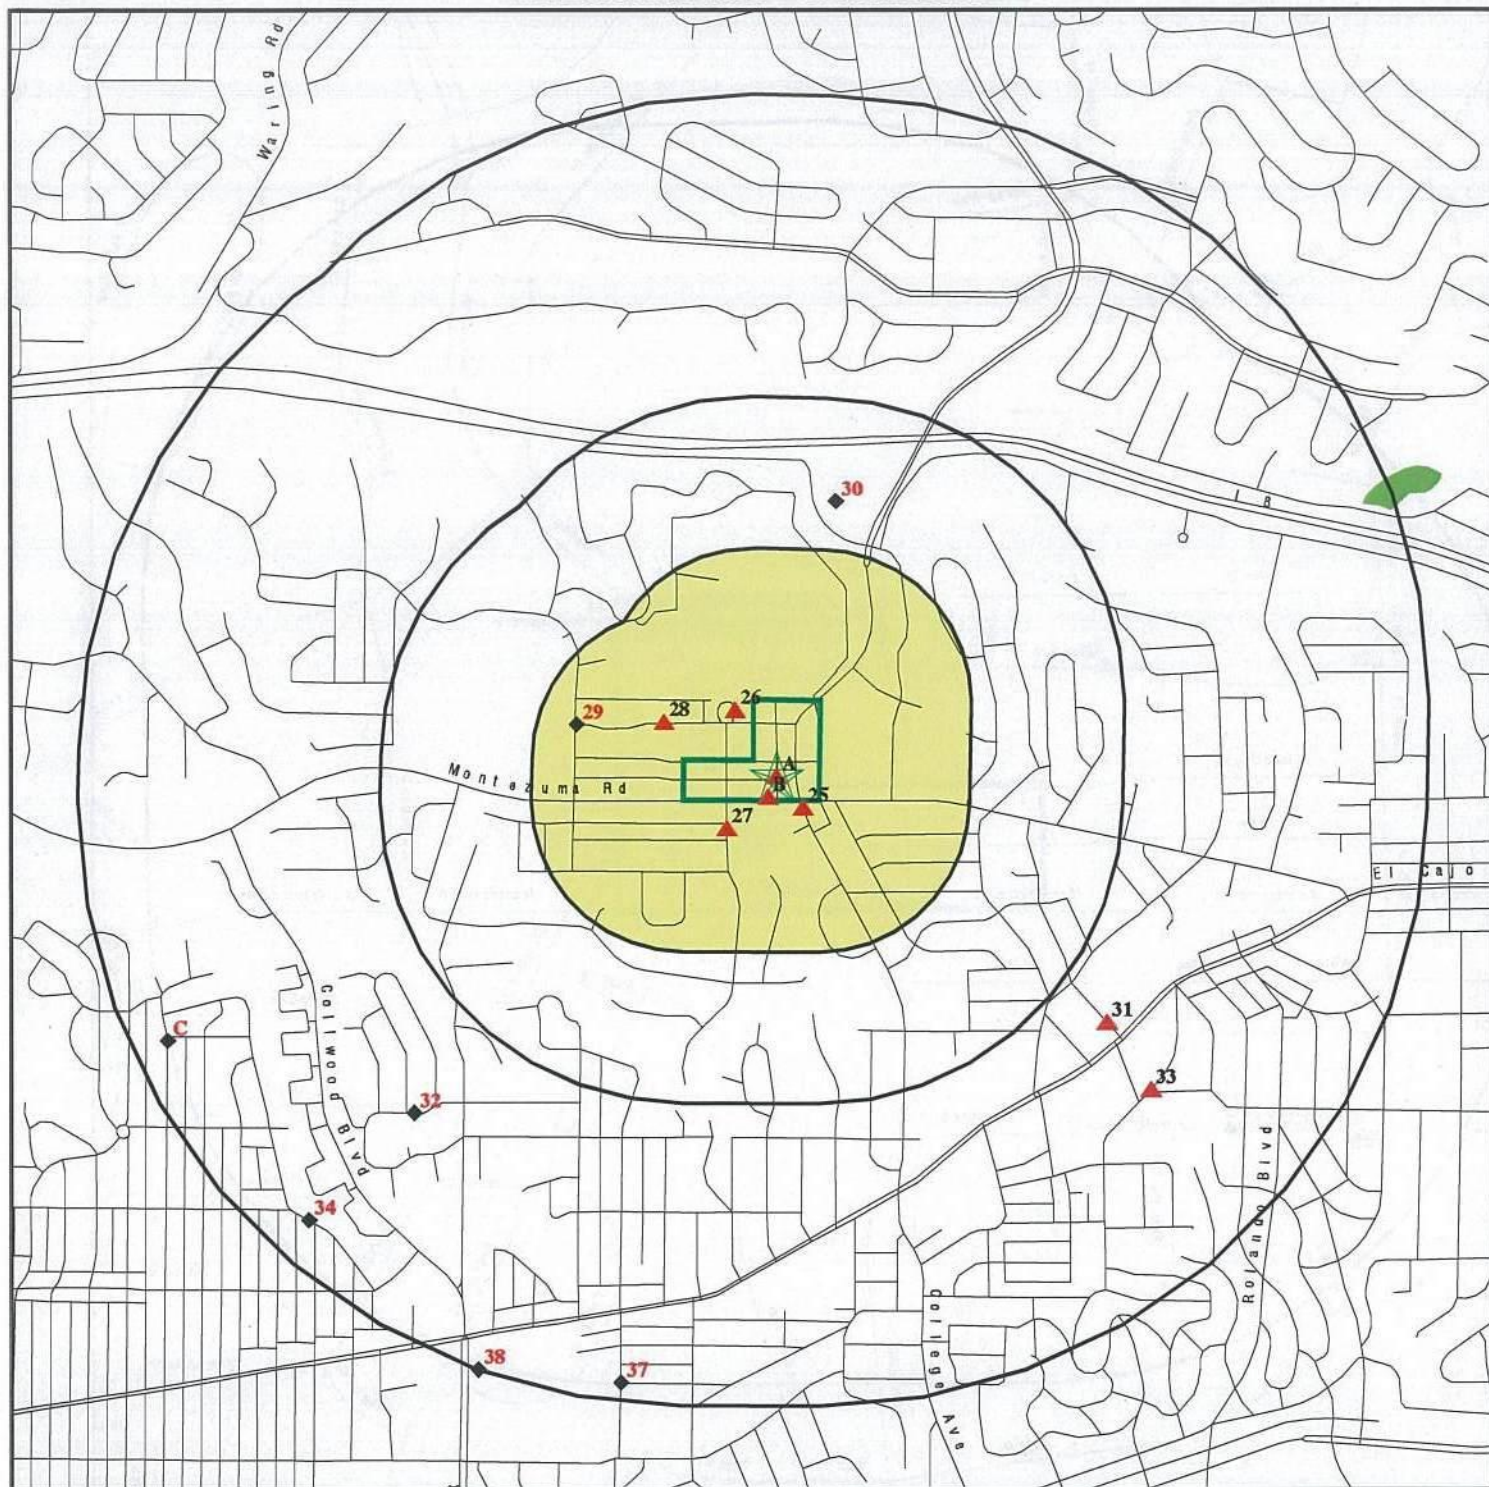 Waring Rd
30
I 8
26
28
29
A
Montezuma Rd
B
25
27
El Cajo
Collwood Blvd
31
C
33
32
Rolando Blvd
34
College Ave
38
37